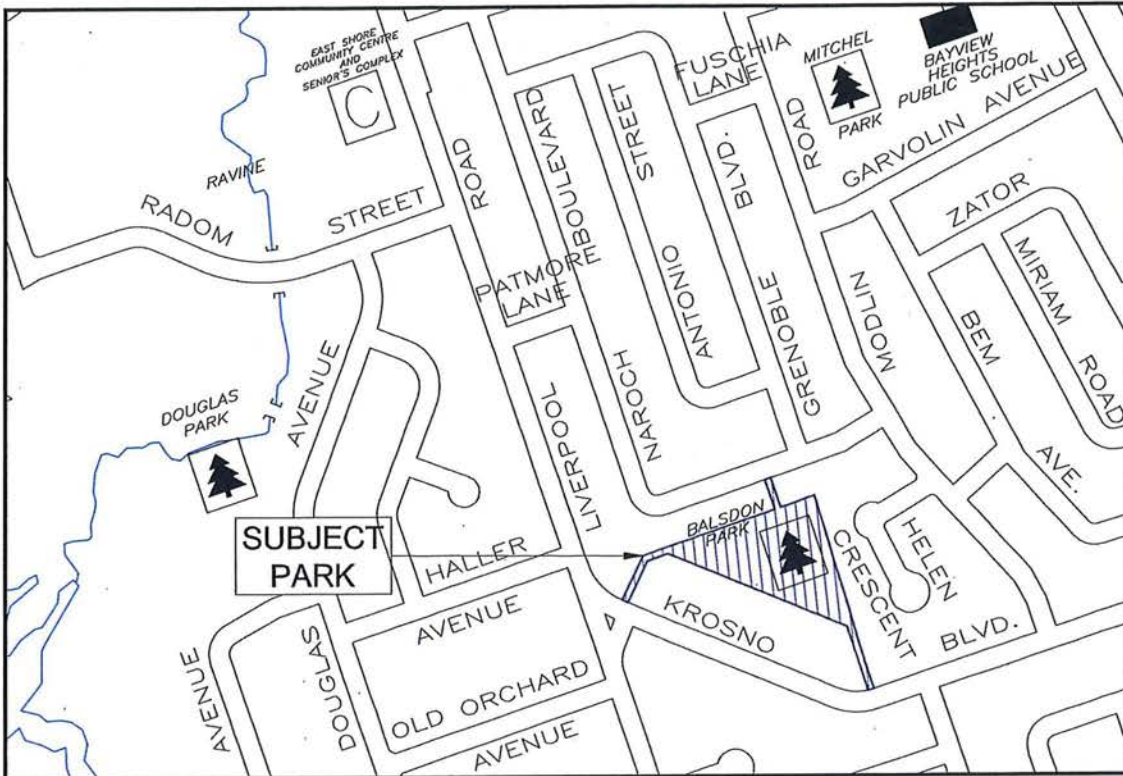 EAST SHORE
COMMUNITY CENTRE
AND
SENIOR'S COMPLEX
C
RAVINE
RADOM
STREET
ROAD
PATMORE
LANE
BOULEVARD
STREET
FUSCHIA
LANE
BLVD.
MITCHEL
PARK
ROAD
BAYVIEW
HEIGHTS
PUBLIC SCHOOL
GARVOLIN AVENUE
ZATOR
MIRIAM
ROAD
MODLIN
BEM
AVE.
GRENOBLE
ANTONIO
NAROCH
LIVERPOOL
AVENUE
DOUGLAS
PARK
SUBJECT
PARK
HALLER
AVENUE
BALSDON
PARK
KROSNO
BLVD.
CRESCENT
HELEN
AVENUE
DOUGLAS
OLD ORCHARD
AVENUE